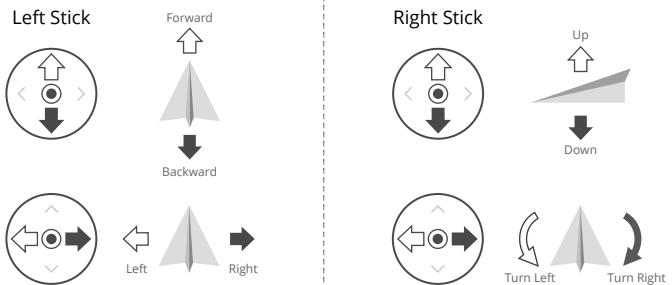 Left Stick
Forward
Backward
Left
Right
Right Stick
Up
Down
Turn Left
Turn Right